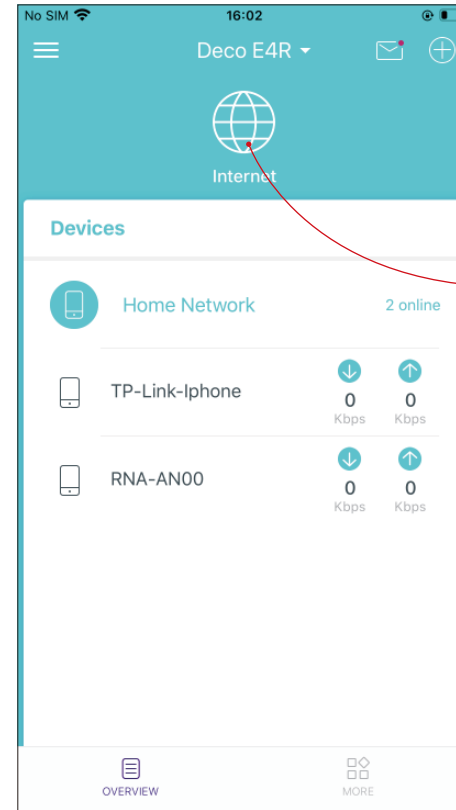 No SIM 16:02
Deco E4R
Internet
Devices
Home Network 2 online
TP-Link-Iphone 0 0
Kbps Kbps
RNA-AN00 0 0
Kbps Kbps
OVERVIEW MORE